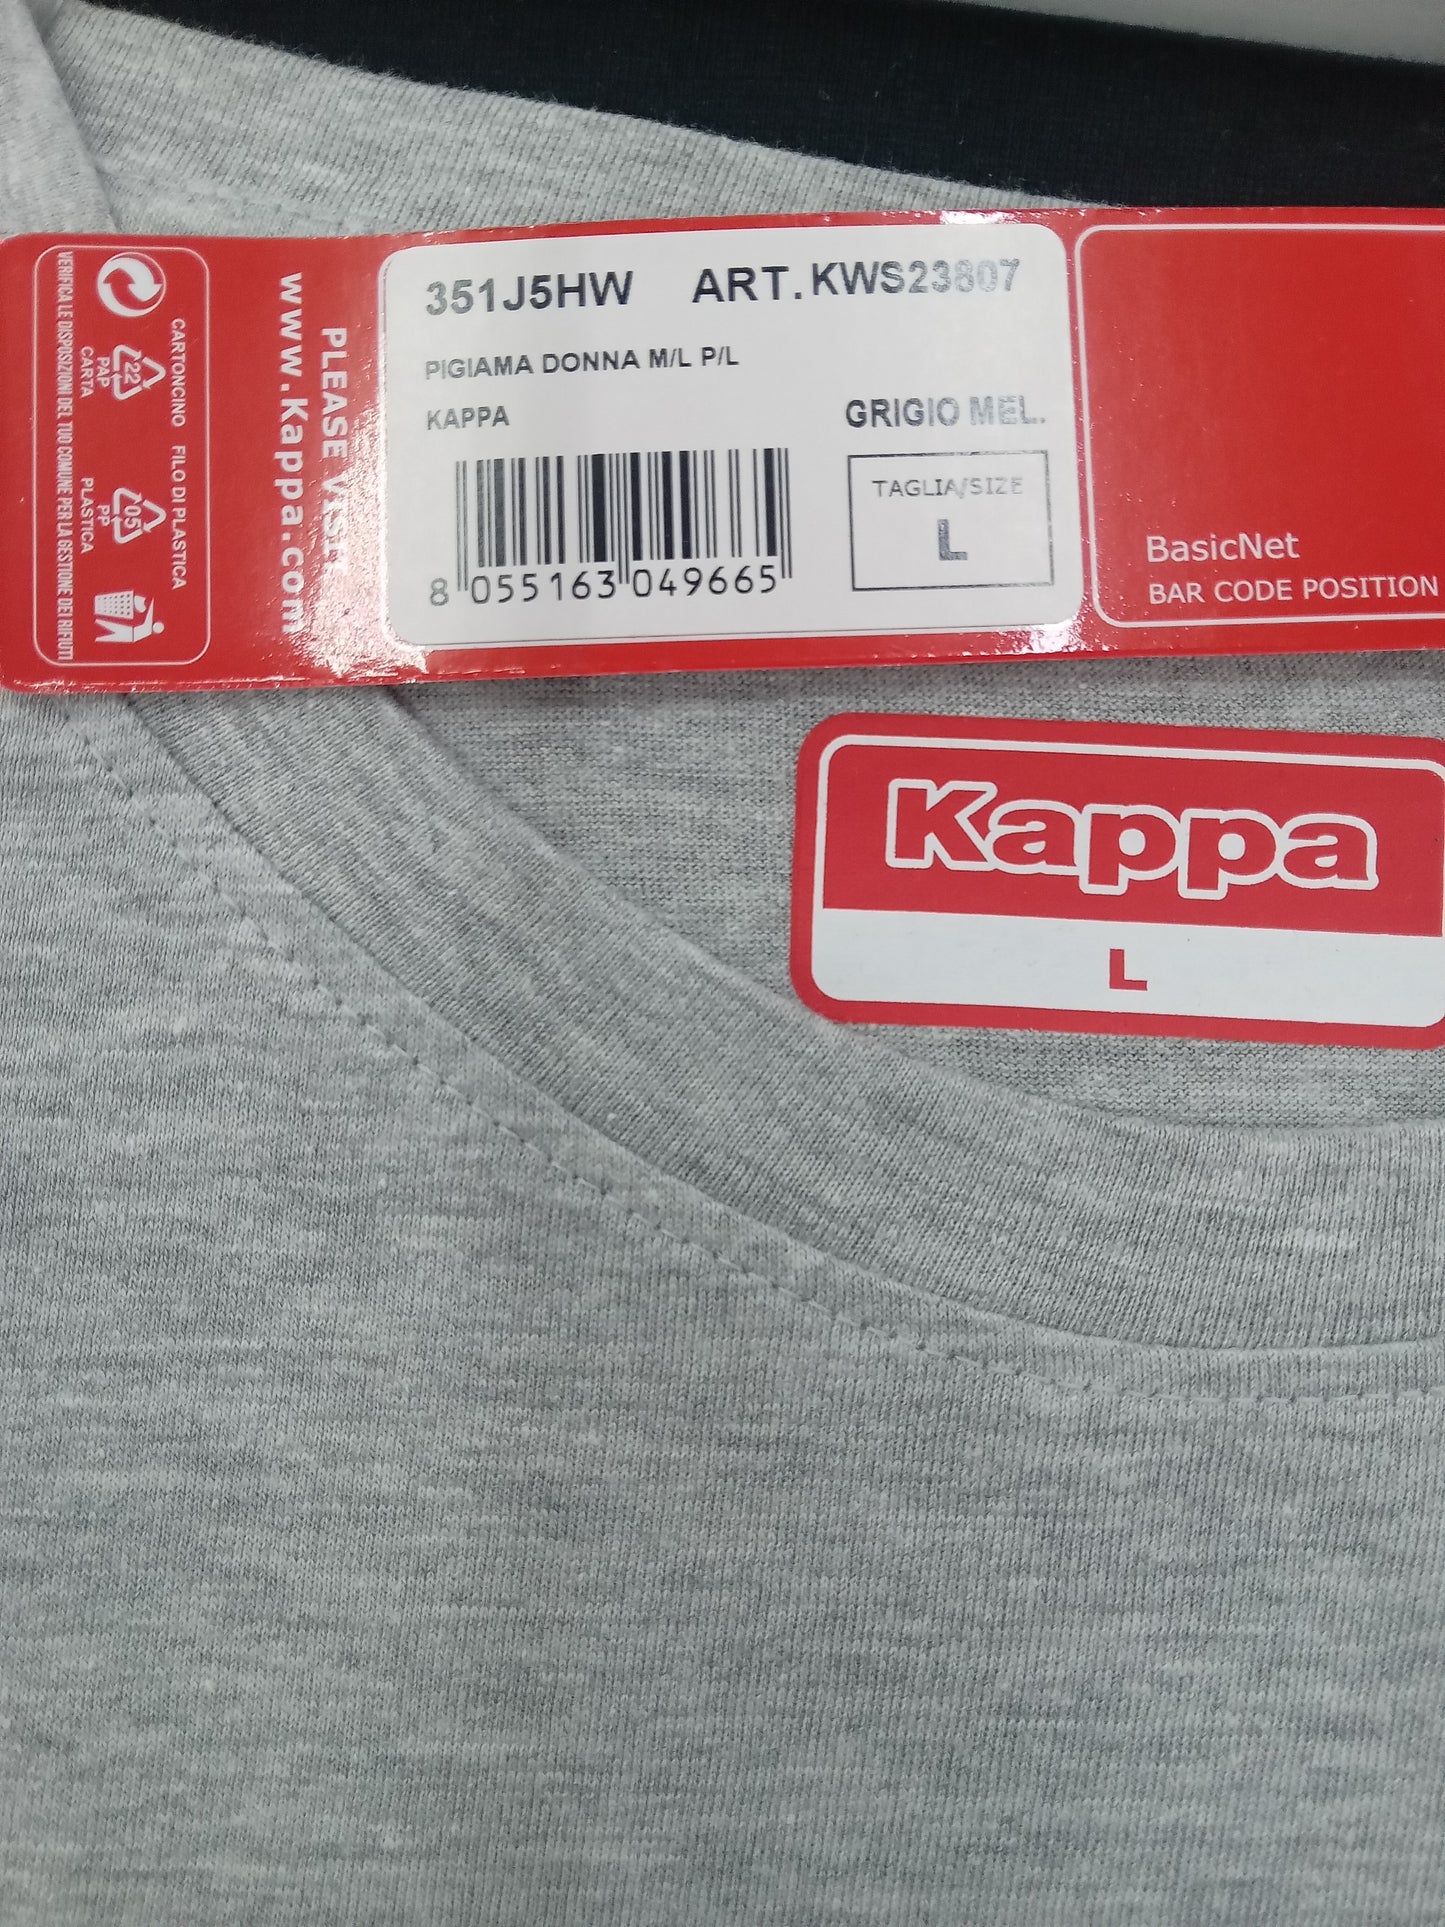 351J5HW ART.KWS23807
PIGIAMA DONNA M/L P/L
KAPPA
GRIGIO MEL.
TAGLIA/SIZE
L
8 055163 049665
BasicNet
BAR CODE POSITION
PLEASE VISIT
www.Kappa.com
CARTONCINO
22
PAP
CARTA
FILO DI PLASTICA
05
PP
PLASTICA
VERIFICA LE DISPOSIZIONI DEL TUO COMUNE PER LA GESTIONE DEI RIFIUTI
Kappa
L